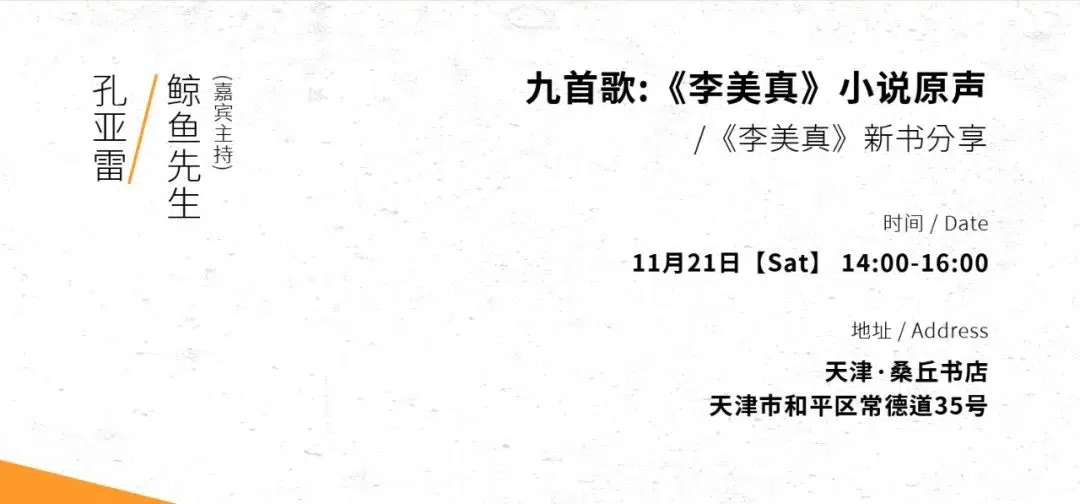 孔亚雷
/
鲸鱼先生
(嘉宾主持)
九首歌:《李美真》小说原声
/《李美真》新书分享
时间 / Date
11月21日【Sat】 14:00-16:00
地址 / Address
天津·桑丘书店
天津市和平区常德道35号